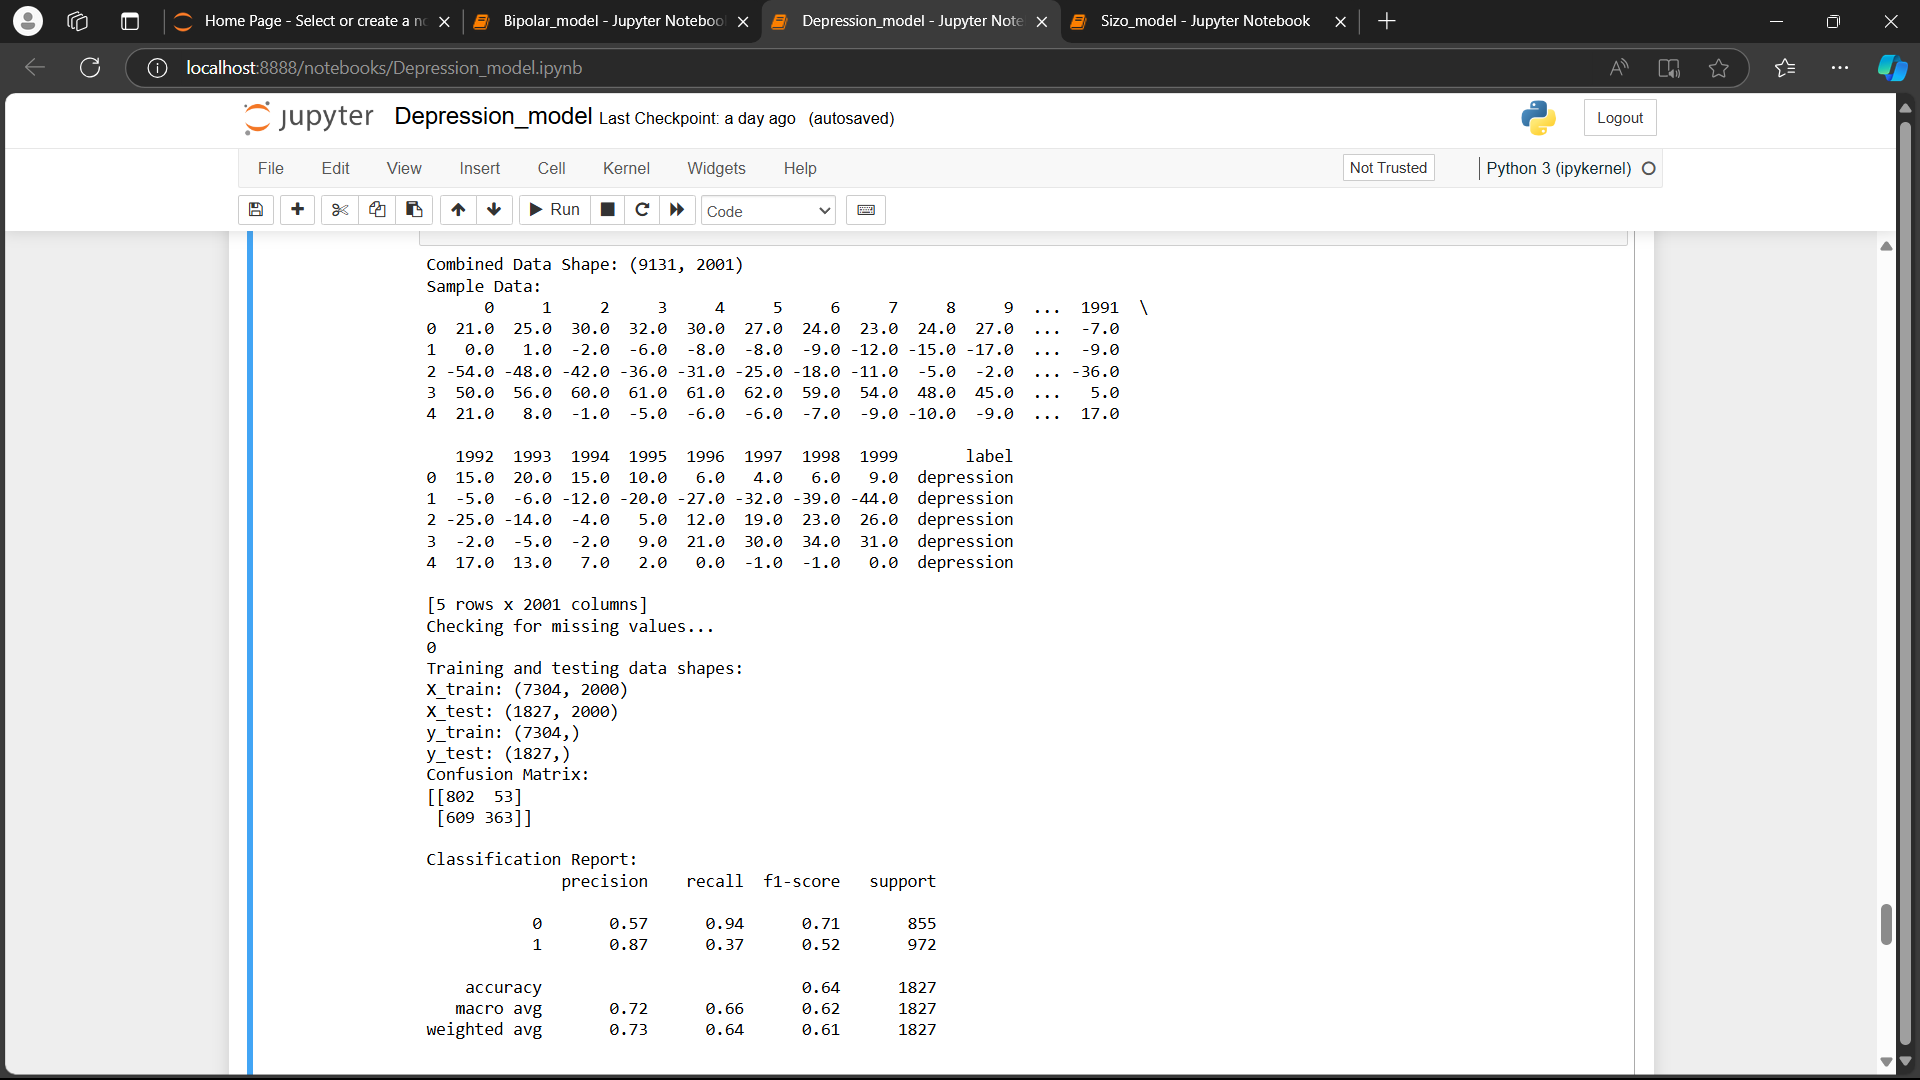 Home Page - Select or create a n
Bipolar_model - Jupyter Noteboo
Depression_model - Jupyter Note
Sizo_model - Jupyter Notebook
localhost:8888/notebooks/Depression_model.ipynb
jupyter Depression_model Last Checkpoint: a day ago (autosaved)
Logout
File Edit View Insert Cell Kernel Widgets Help
Not Trusted
Python 3 (ipykernel)
Run
Code
Combined Data Shape: (9131, 2001)
Sample Data:
0 1 2 3 4 5 6 7 8 9 ... 1991 \
0 21.0 25.0 30.0 32.0 30.0 27.0 24.0 23.0 24.0 27.0 ... -7.0
1 0.0 1.0 -2.0 -6.0 -8.0 -8.0 -9.0 -12.0 -15.0 -17.0 ... -9.0
2 -54.0 -48.0 -42.0 -36.0 -31.0 -25.0 -18.0 -11.0 -5.0 -2.0 ... -36.0
3 50.0 56.0 60.0 61.0 61.0 62.0 59.0 54.0 48.0 45.0 ... 5.0
4 21.0 8.0 -1.0 -5.0 -6.0 -6.0 -7.0 -9.0 -10.0 -9.0 ... 17.0
1992 1993 1994 1995 1996 1997 1998 1999 label
0 15.0 20.0 15.0 10.0 6.0 4.0 6.0 9.0 depression
1 -5.0 -6.0 -12.0 -20.0 -27.0 -32.0 -39.0 -44.0 depression
2 -25.0 -14.0 -4.0 5.0 12.0 19.0 23.0 26.0 depression
3 -2.0 -5.0 -2.0 9.0 21.0 30.0 34.0 31.0 depression
4 17.0 13.0 7.0 2.0 0.0 -1.0 -1.0 0.0 depression
[5 rows x 2001 columns]
Checking for missing values...
0
Training and testing data shapes:
X_train: (7304, 2000)
X_test: (1827, 2000)
y_train: (7304,)
y_test: (1827,)
Confusion Matrix:
[[802 53]
[609 363]]
Classification Report:
precision recall f1-score support
0 0.57 0.94 0.71 855
1 0.87 0.37 0.52 972
accuracy 0.64 1827
macro avg 0.72 0.66 0.62 1827
weighted avg 0.73 0.64 0.61 1827